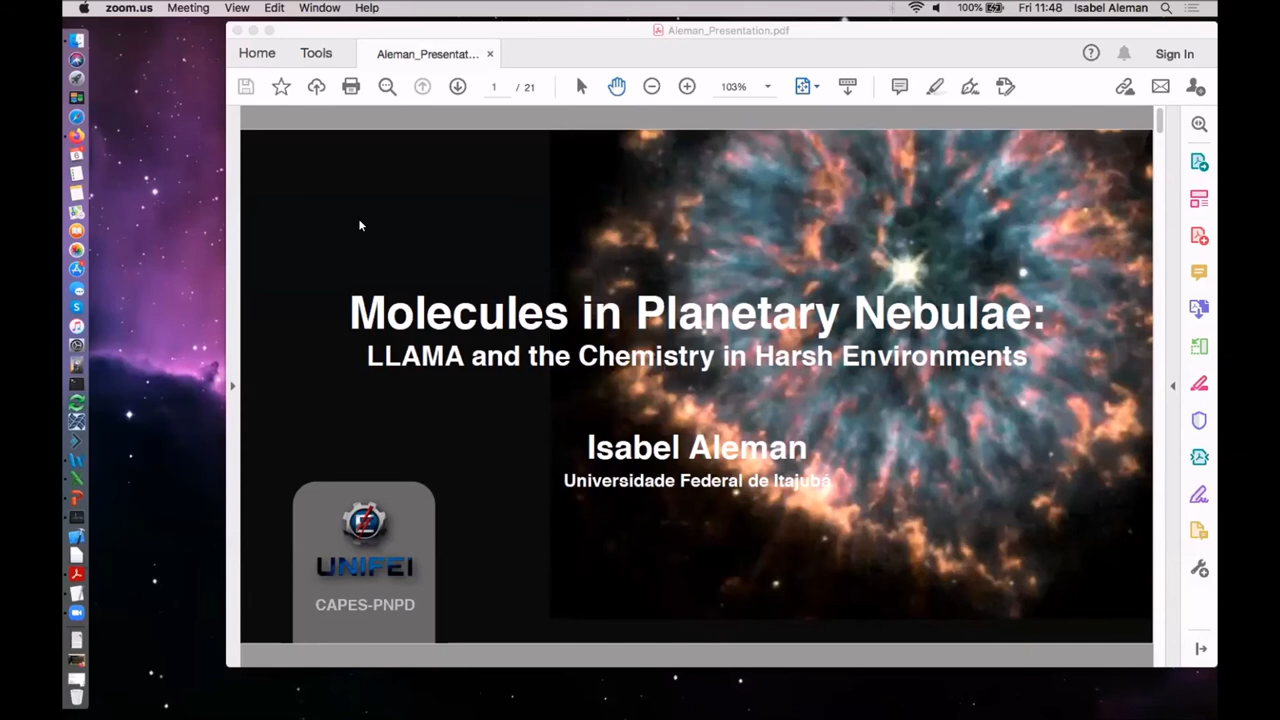 zoom.us Meeting View Edit Window Help 100% Fri 11:48 Isabel Aleman
Aleman_Presentation.pdf
Home Tools Aleman_Presentat... × Sign In
1 / 21 103%
Molecules in Planetary Nebulae:
LLAMA and the Chemistry in Harsh Environments
Isabel Aleman
Universidade Federal de Itajubá
UNIFEI
CAPES-PNPD